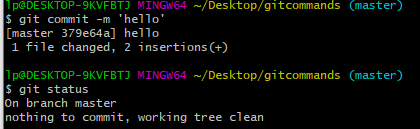 lp@DESKTOP-9KVFBTJ MINGW64 ~/Desktop/gitcommands (master)
$ git commit -m 'hello'
[master 379e64a] hello
 1 file changed, 2 insertions(+)

lp@DESKTOP-9KVFBTJ MINGW64 ~/Desktop/gitcommands (master)
$ git status
On branch master
nothing to commit, working tree clean